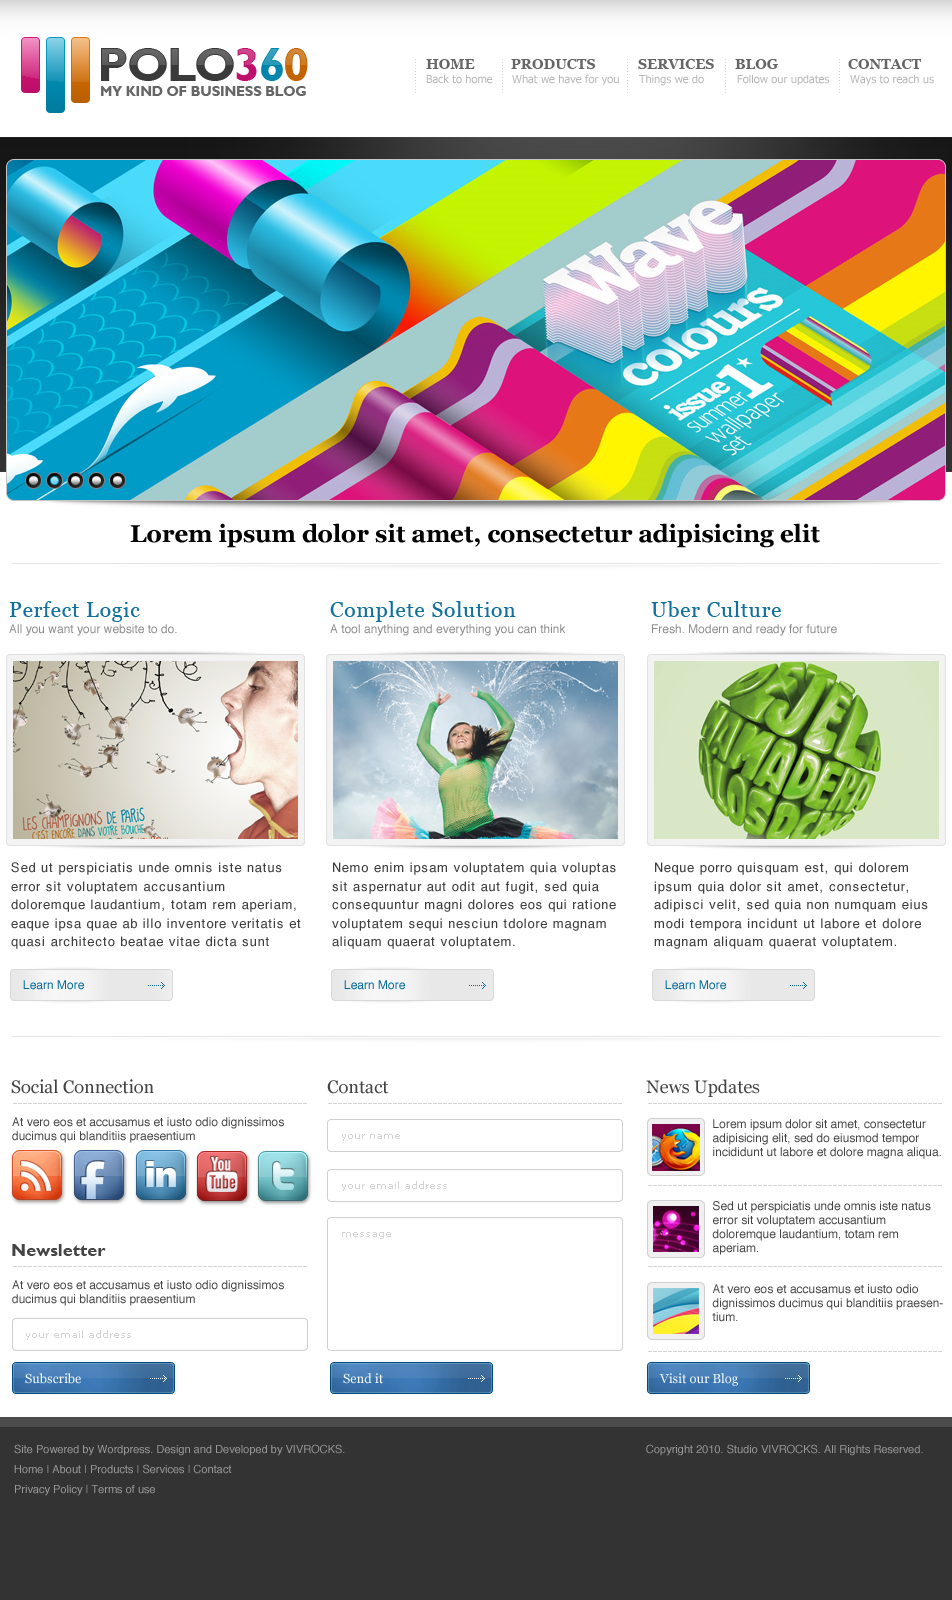 POLO360
MY KIND OF BUSINESS BLOG
HOME
Back to home
PRODUCTS
What we have for you
SERVICES
Things we do
BLOG
Follow our updates
CONTACT
Ways to reach us
Wave
colours
issue 1
summer
wallpaper
set
Lorem ipsum dolor sit amet, consectetur adipisicing elit
Perfect Logic
All you want your website to do.
LES CHAMPIGNONS DE PARIS
C'EST ENCORE DANS VOTRE BOUCHE
Sed ut perspiciatis unde omnis iste natus
error sit voluptatem accusantium
doloremque laudantium, totam rem aperiam,
eaque ipsa quae ab illo inventore veritatis et
quasi architecto beatae vitae dicta sunt
Learn More
Complete Solution
A tool anything and everything you can think
Nemo enim ipsam voluptatem quia voluptas
sit aspernatur aut odit aut fugit, sed quia
consequuntur magni dolores eos qui ratione
voluptatem sequi nesciun tdolore magnam
aliquam quaerat voluptatem.
Learn More
Uber Culture
Fresh. Modern and ready for future
Neque porro quisquam est, qui dolorem
ipsum quia dolor sit amet, consectetur,
adipisci velit, sed quia non numquam eius
modi tempora incidunt ut labore et dolore
magnam aliquam quaerat voluptatem.
Learn More
Social Connection
At vero eos et accusamus et iusto odio dignissimos
ducimus qui blanditiis praesentium
f
in
You
Tube
t
Newsletter
At vero eos et accusamus et iusto odio dignissimos
ducimus qui blanditiis praesentium
your email address
Subscribe
Contact
your name
your email address
message
Send it
News Updates
Lorem ipsum dolor sit amet, consectetur
adipisicing elit, sed do eiusmod tempor
incididunt ut labore et dolore magna aliqua.
Sed ut perspiciatis unde omnis iste natus
error sit voluptatem accusantium
doloremque laudantium, totam rem
aperiam.
At vero eos et accusamus et iusto odio
dignissimos ducimus qui blanditiis praesen-
tium.
Visit our Blog
Site Powered by Wordpress. Design and Developed by VIVROCKS.
Home | About | Products | Services | Contact
Privacy Policy | Terms of use
Copyright 2010. Studio VIVROCKS. All Rights Reserved.